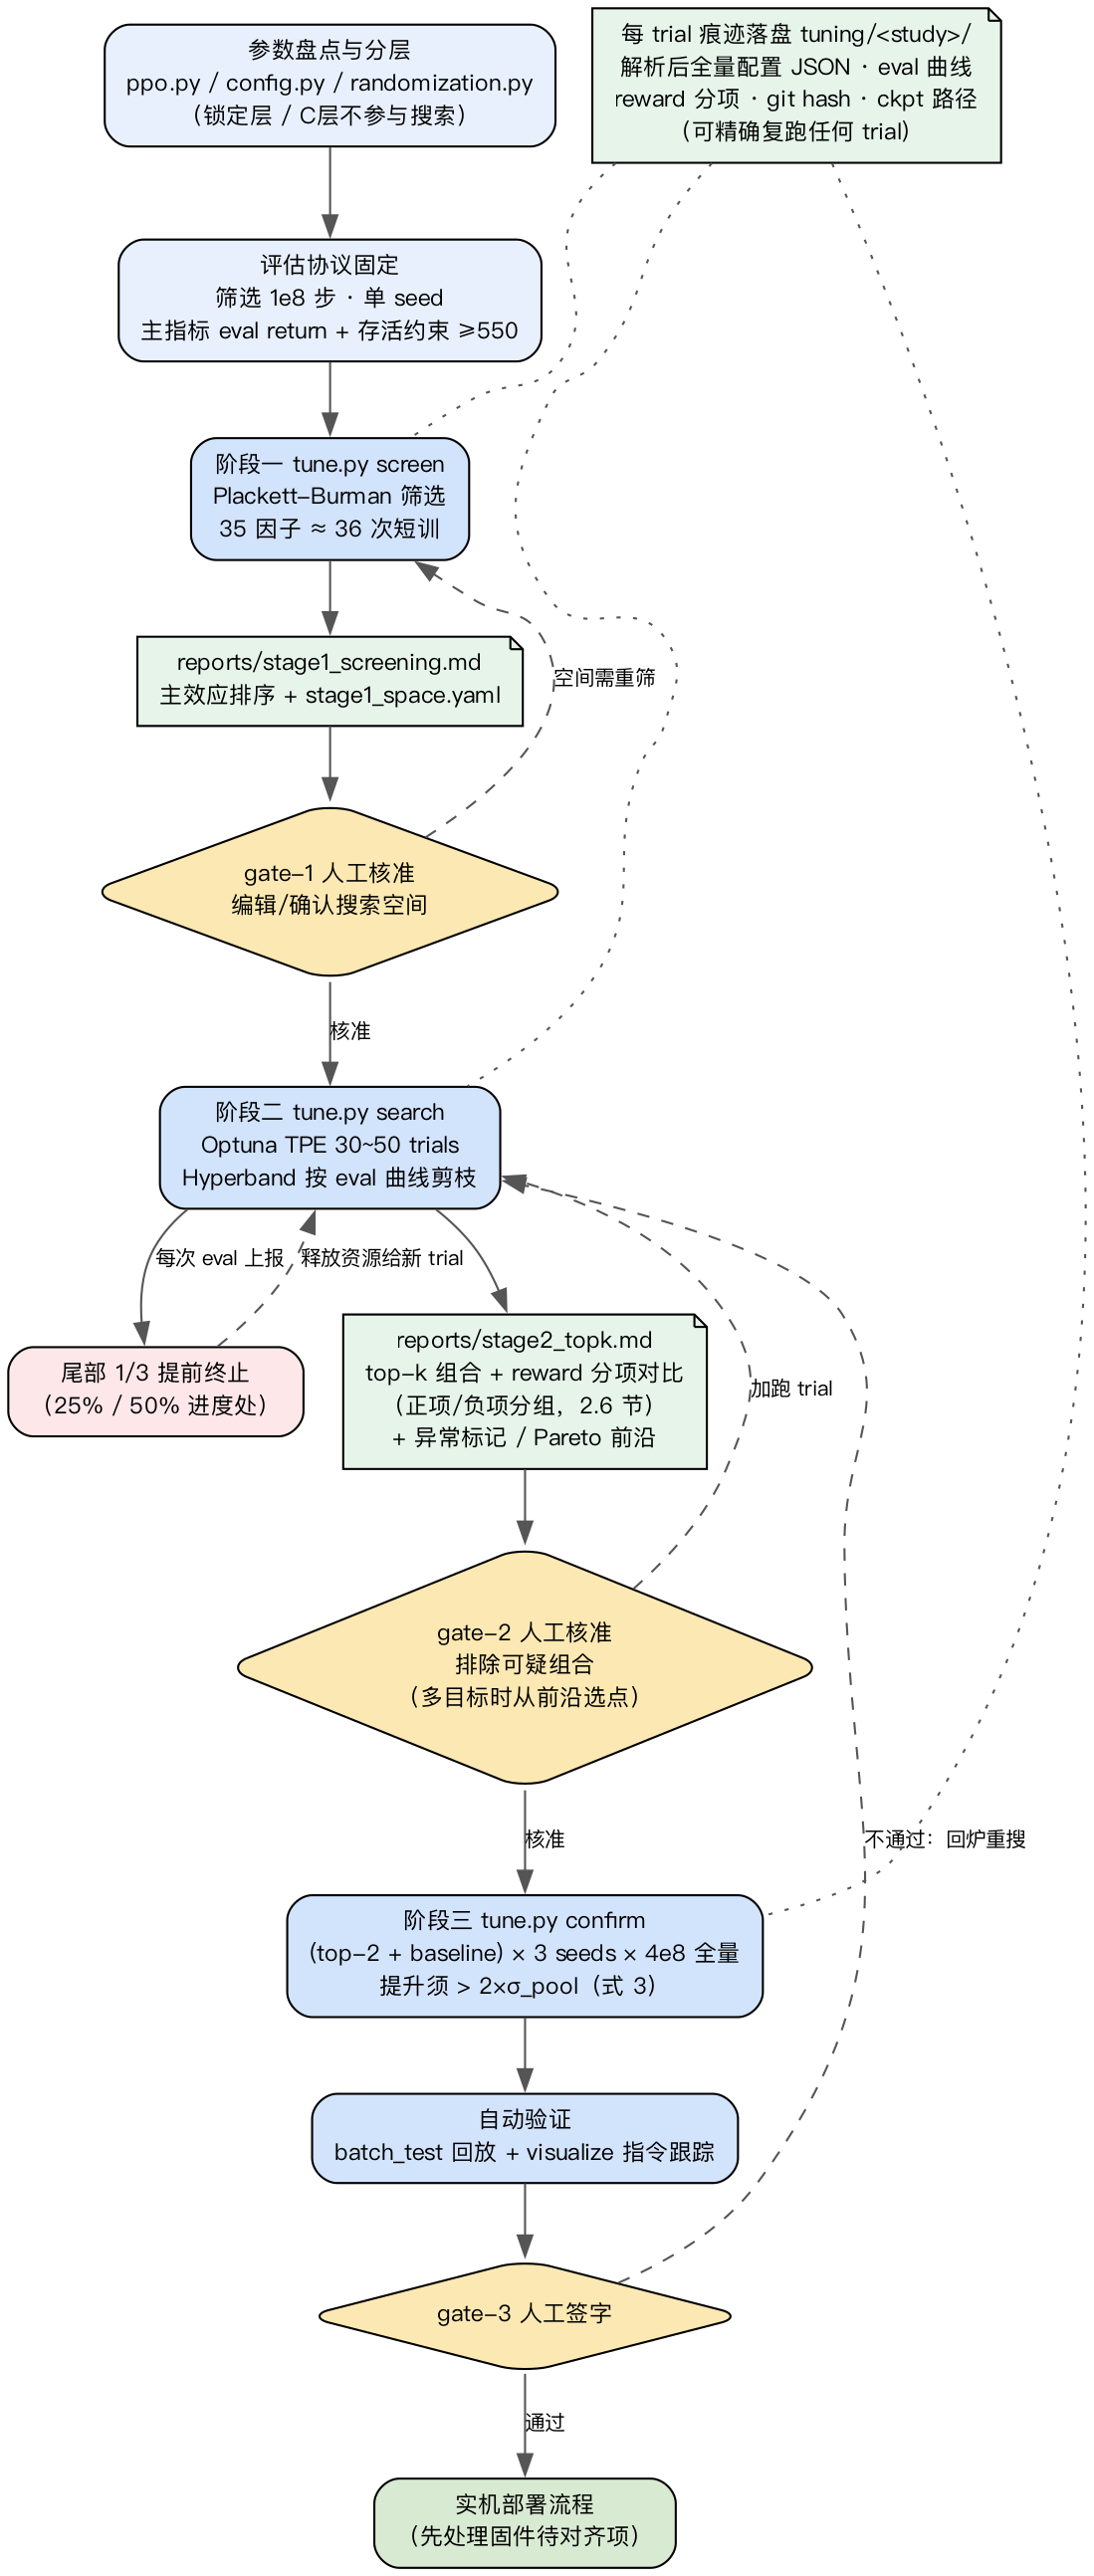 参数盘点与分层
ppo.py / config.py / randomization.py
（锁定层 / C层不参与搜索）
每 trial 痕迹落盘 tuning/<study>/
解析后全量配置 JSON · eval 曲线
reward 分项 · git hash · ckpt 路径
（可精确复跑任何 trial）
评估协议固定
筛选 1e8 步 · 单 seed
主指标 eval return + 存活约束 ≥550
阶段一 tune.py screen
Plackett–Burman 筛选
35 因子 ≈ 36 次短训
reports/stage1_screening.md
主效应排序 + stage1_space.yaml
空间需重筛
gate–1 人工核准
编辑/确认搜索空间
核准
阶段二 tune.py search
Optuna TPE 30~50 trials
Hyperband 按 eval 曲线剪枝
每次 eval 上报
释放资源给新 trial
尾部 1/3 提前终止
（25% / 50% 进度处）
reports/stage2_topk.md
top–k 组合 + reward 分项对比
（正项/负项分组，2.6 节）
+ 异常标记 / Pareto 前沿
加跑 trial
gate–2 人工核准
排除可疑组合
（多目标时从前沿选点）
核准
不通过：回炉重搜
阶段三 tune.py confirm
(top–2 + baseline) × 3 seeds × 4e8 全量
提升须 > 2×σ_pool（式 3）
自动验证
batch_test 回放 + visualize 指令跟踪
gate–3 人工签字
通过
实机部署流程
（先处理固件待对齐项）